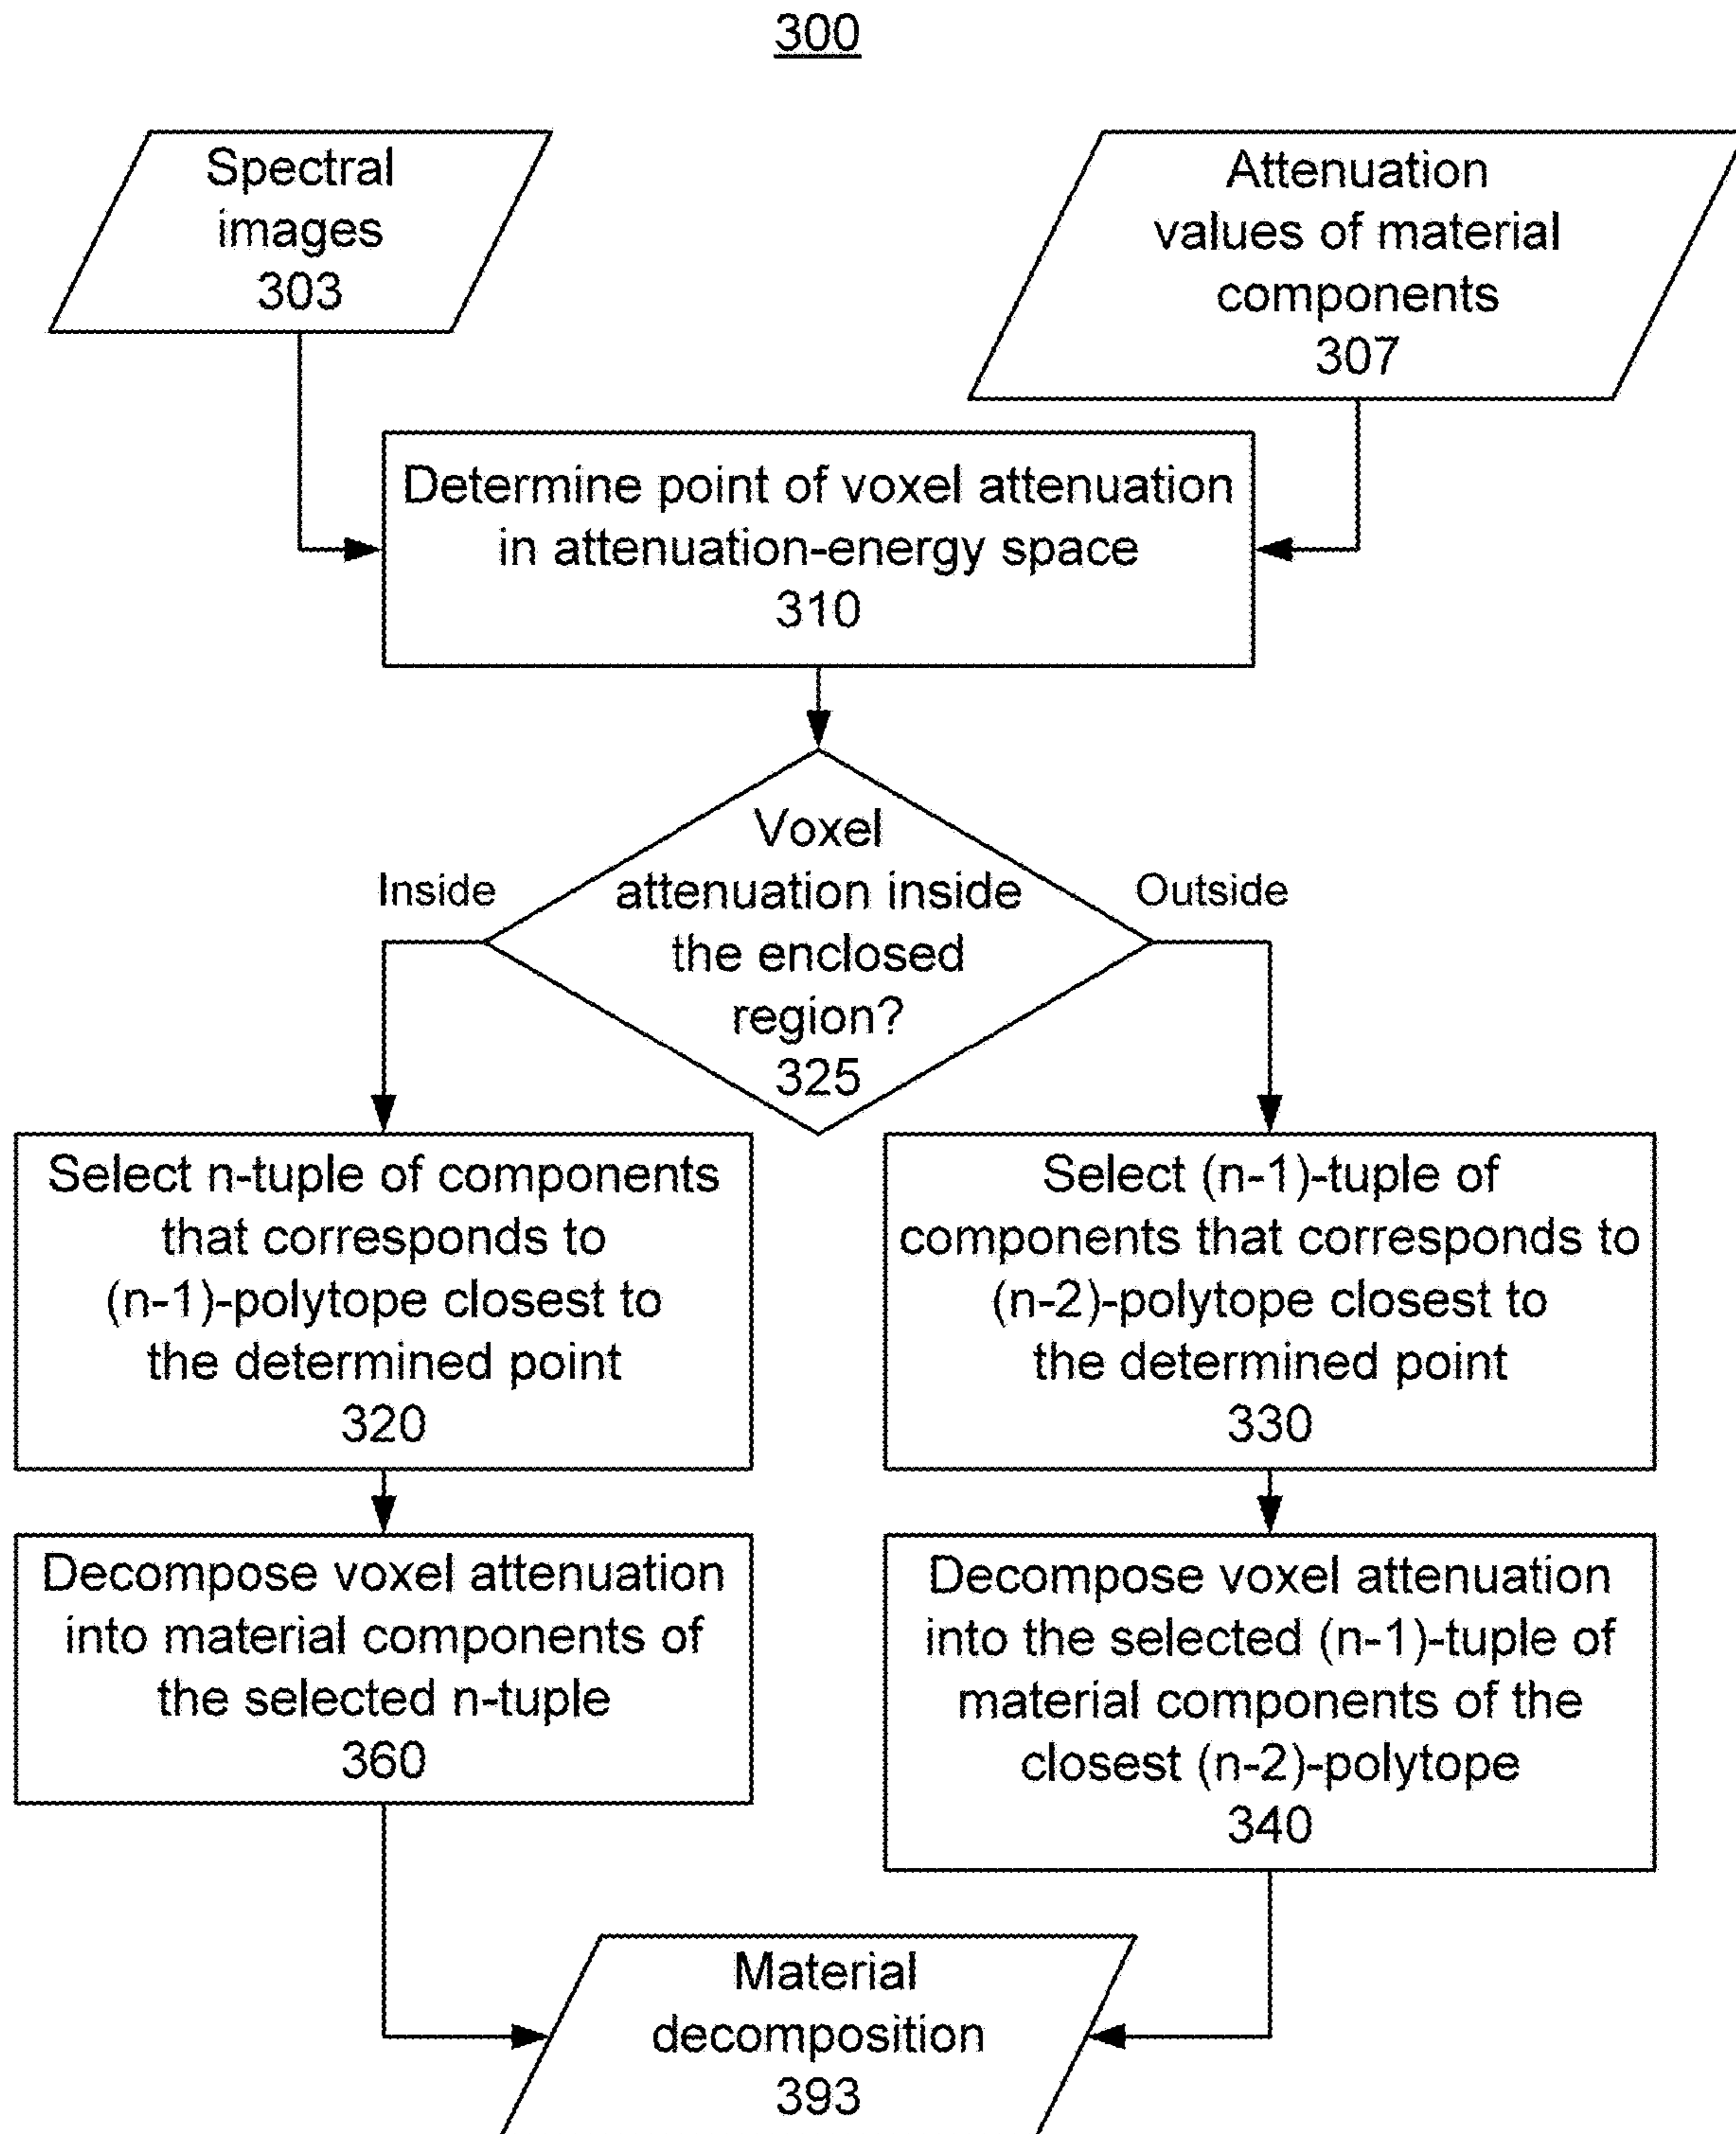 300
Spectral
images
303
Attenuation
values of material
components
307
Determine point of voxel attenuation
in attenuation-energy space
310
Voxel
attenuation inside
the enclosed
region?
325
Inside
Outside
Select n-tuple of components
that corresponds to
(n-1)-polytope closest to
the determined point
320
Select (n-1)-tuple of
components that corresponds to
(n-2)-polytope closest to
the determined point
330
Decompose voxel attenuation
into material components of
the selected n-tuple
360
Decompose voxel attenuation
into the selected (n-1)-tuple of
material components of the
closest (n-2)-polytope
340
Material
decomposition
393